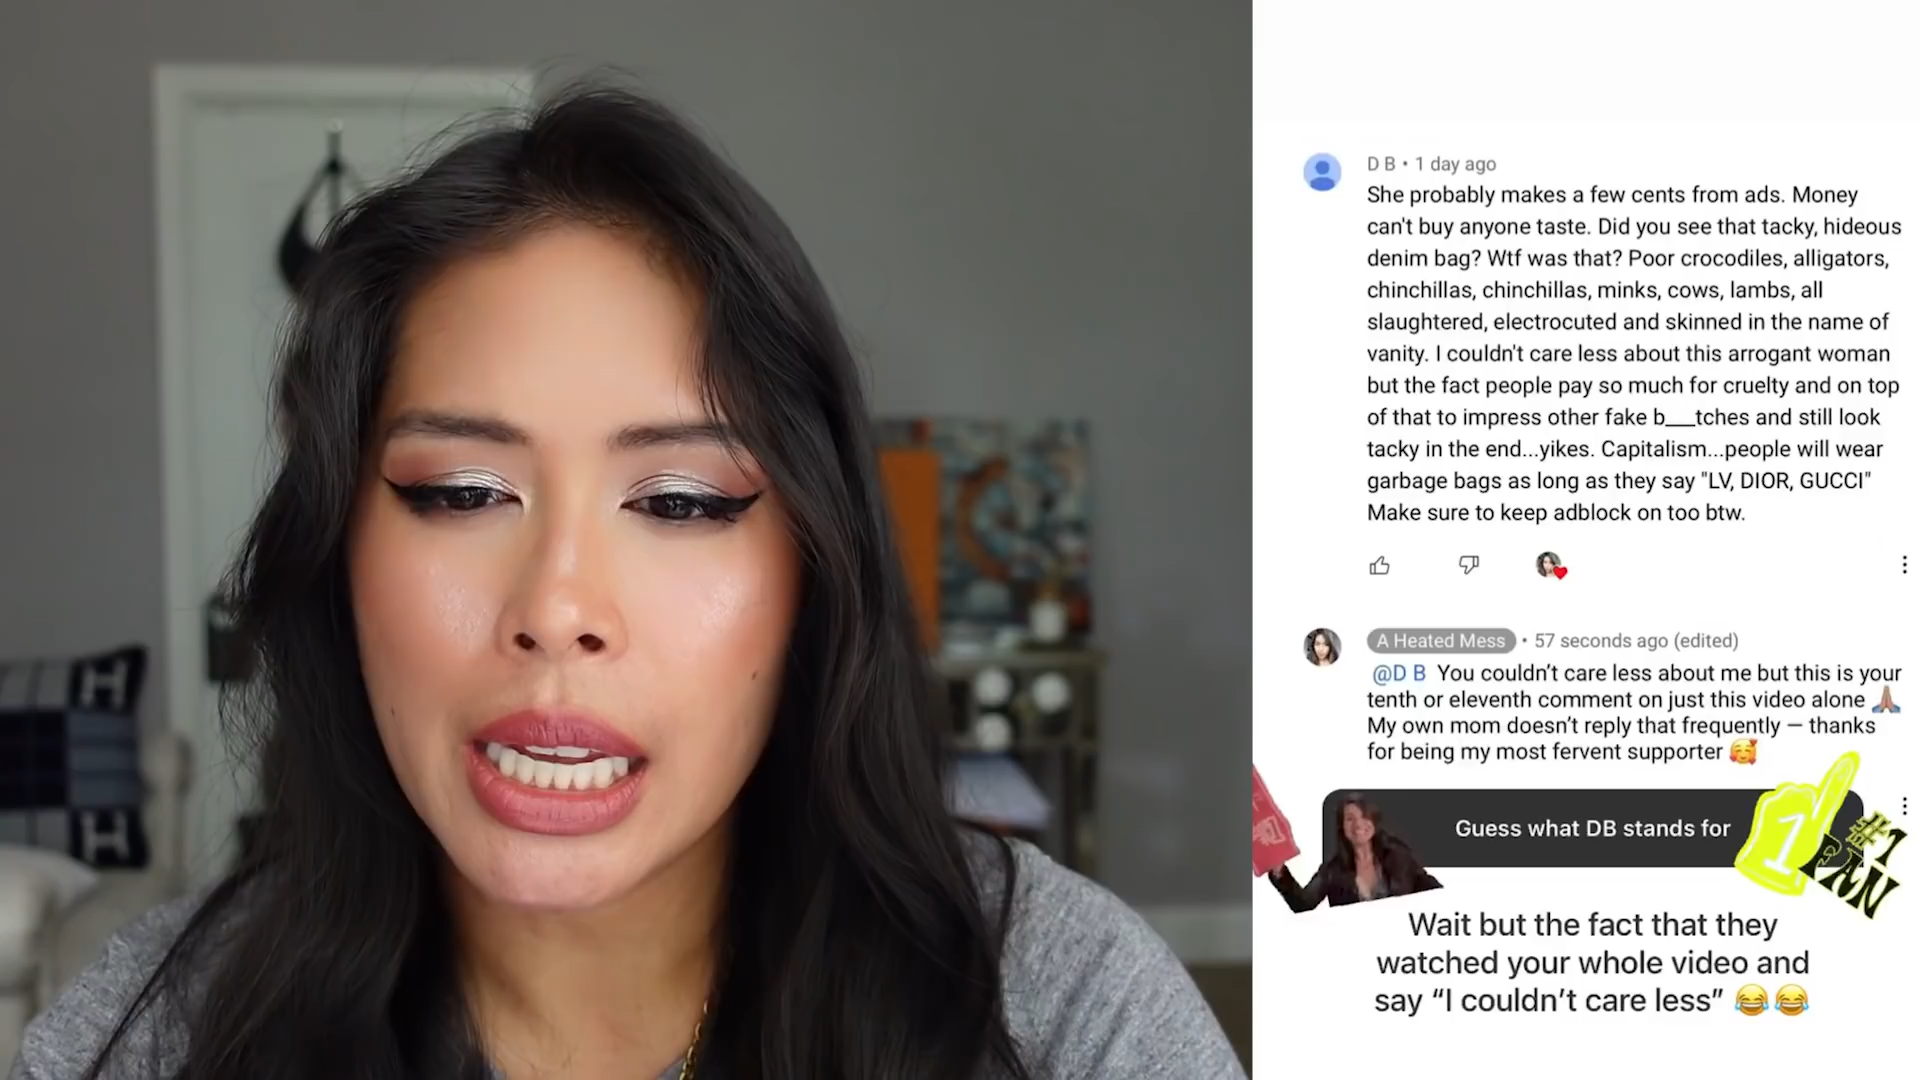 D B • 1 day ago
She probably makes a few cents from ads. Money
can't buy anyone taste. Did you see that tacky, hideous
denim bag? Wtf was that? Poor crocodiles, alligators,
chinchillas, chinchillas, minks, cows, lambs, all
slaughtered, electrocuted and skinned in the name of
vanity. I couldn't care less about this arrogant woman
but the fact people pay so much for cruelty and on top
of that to impress other fake b___tches and still look
tacky in the end...yikes. Capitalism...people will wear
garbage bags as long as they say "LV, DIOR, GUCCI"
Make sure to keep adblock on too btw.
A Heated Mess • 57 seconds ago (edited)
@D B You couldn’t care less about me but this is your
tenth or eleventh comment on just this video alone 🙏🏽
My own mom doesn’t reply that frequently — thanks
for being my most fervent supporter 🥰
#1
Guess what DB stands for
1
#1
FAN
Wait but the fact that they
watched your whole video and
say “I couldn’t care less” 😂😂
H
H